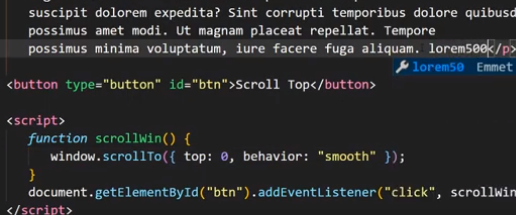 suscipit dolorem expedita? Sint corrupti temporibus dolore quibusd
possimus amet modi. Ut magnam placeat repellat. Tempore
possimus minima voluptatum, iure facere fuga aliquam. lorem500</p>
lorem50 Emmet
<button type="button" id="btn">Scroll Top</button>
<script>
function scrollWin() {
window.scrollTo({ top: 0, behavior: "smooth" });
}
document.getElementById("btn").addEventListener("click", scrollWin
</script>